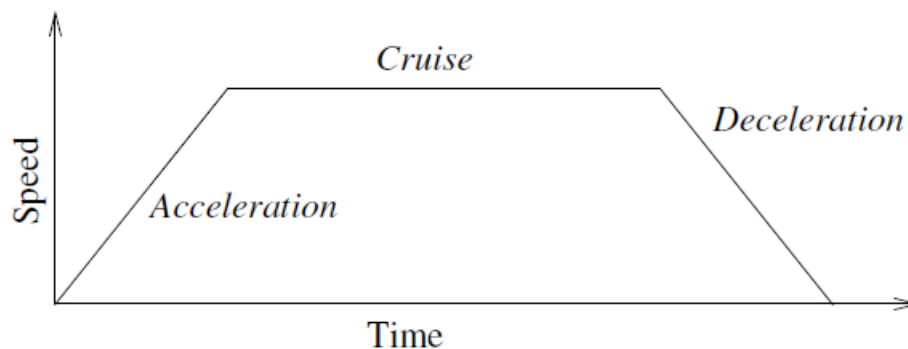 Cruise
Deceleration
Speed
Acceleration
Time